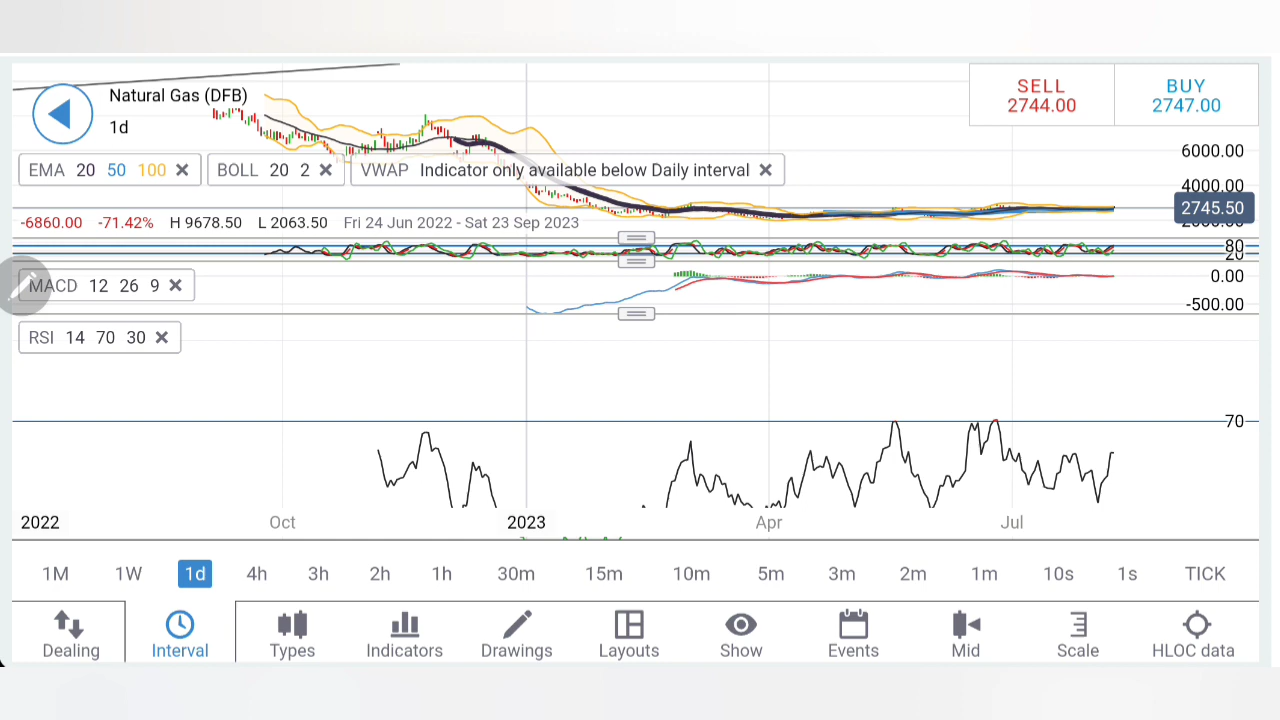 Natural Gas (DFB)
1d
SELL
2744.00
BUY
2747.00
EMA 20 50 100
BOLL 20 2
VWAP Indicator only available below Daily interval
6000.00
4000.00
2745.50
-6860.00 -71.42% H 9678.50 L 2063.50 Fri 24 Jun 2022 - Sat 23 Sep 2023
80
20
MACD 12 26 9
0.00
-500.00
RSI 14 70 30
70
2022 Oct 2023 Apr Jul
1M 1W 1d 4h 3h 2h 1h 30m 15m 10m 5m 3m 2m 1m 10s 1s TICK
Dealing Interval Types Indicators Drawings Layouts Show Events Mid Scale HLOC data